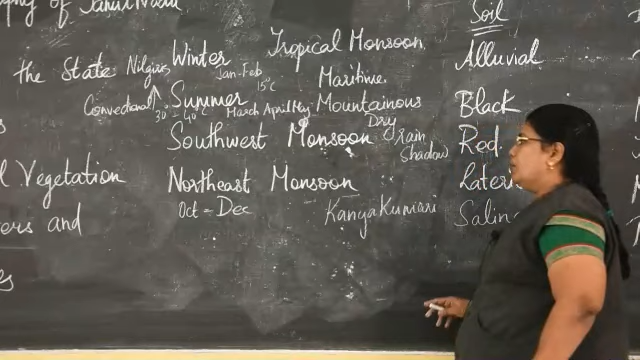 of Tamil Nadu
the State
l Vegetation
ers and
Nilgiris
Winter
Jan-Feb
15°C
Convectional
Summer
30°-40°C
March April May
Southwest Monsoon
Northeast Monsoon
Oct - Dec
Tropical Monsoon
Maritime
Mountainous
Dry
Rain
Shadow
Kanyakumari
Soil
Alluvial
Black
Red